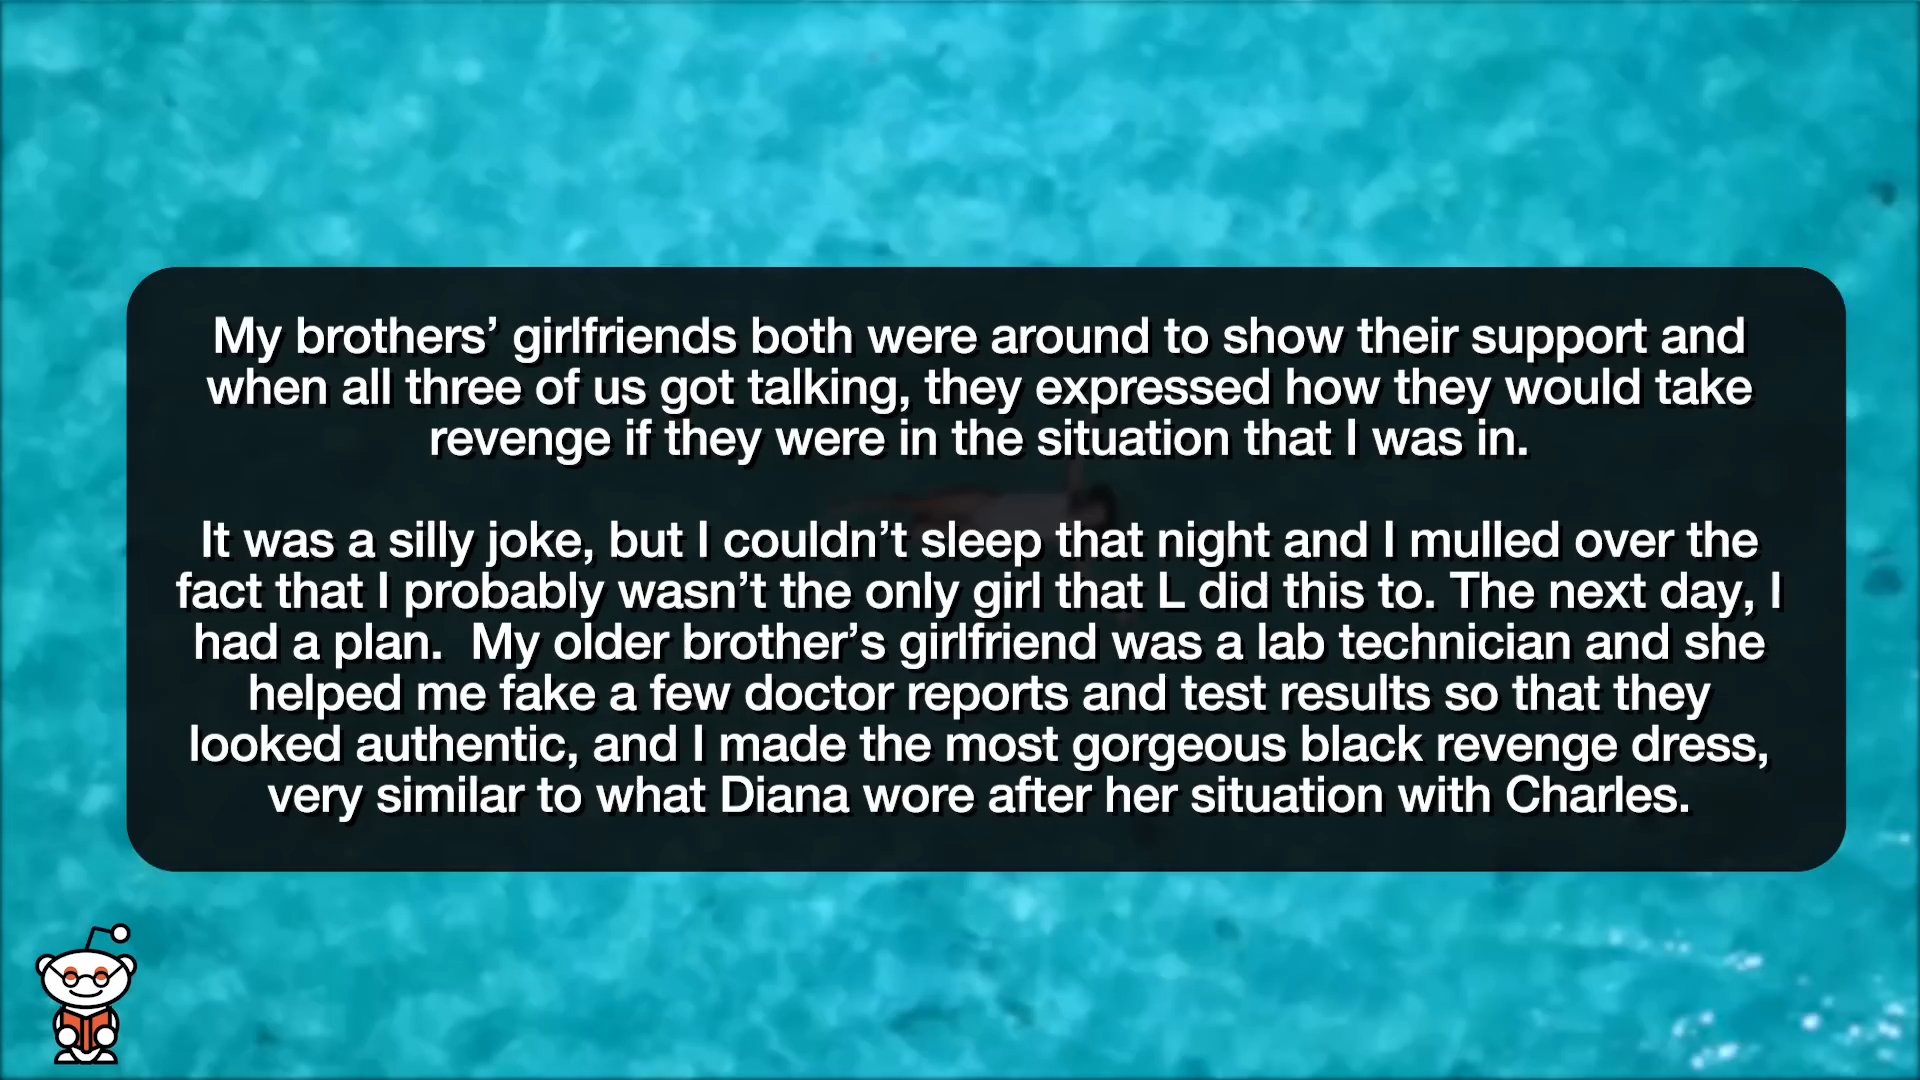 My brothers’ girlfriends both were around to show their support and
when all three of us got talking, they expressed how they would take
revenge if they were in the situation that I was in.
It was a silly joke, but I couldn’t sleep that night and I mulled over the
fact that I probably wasn’t the only girl that L did this to. The next day, I
had a plan.  My older brother’s girlfriend was a lab technician and she
helped me fake a few doctor reports and test results so that they
looked authentic, and I made the most gorgeous black revenge dress,
very similar to what Diana wore after her situation with Charles.